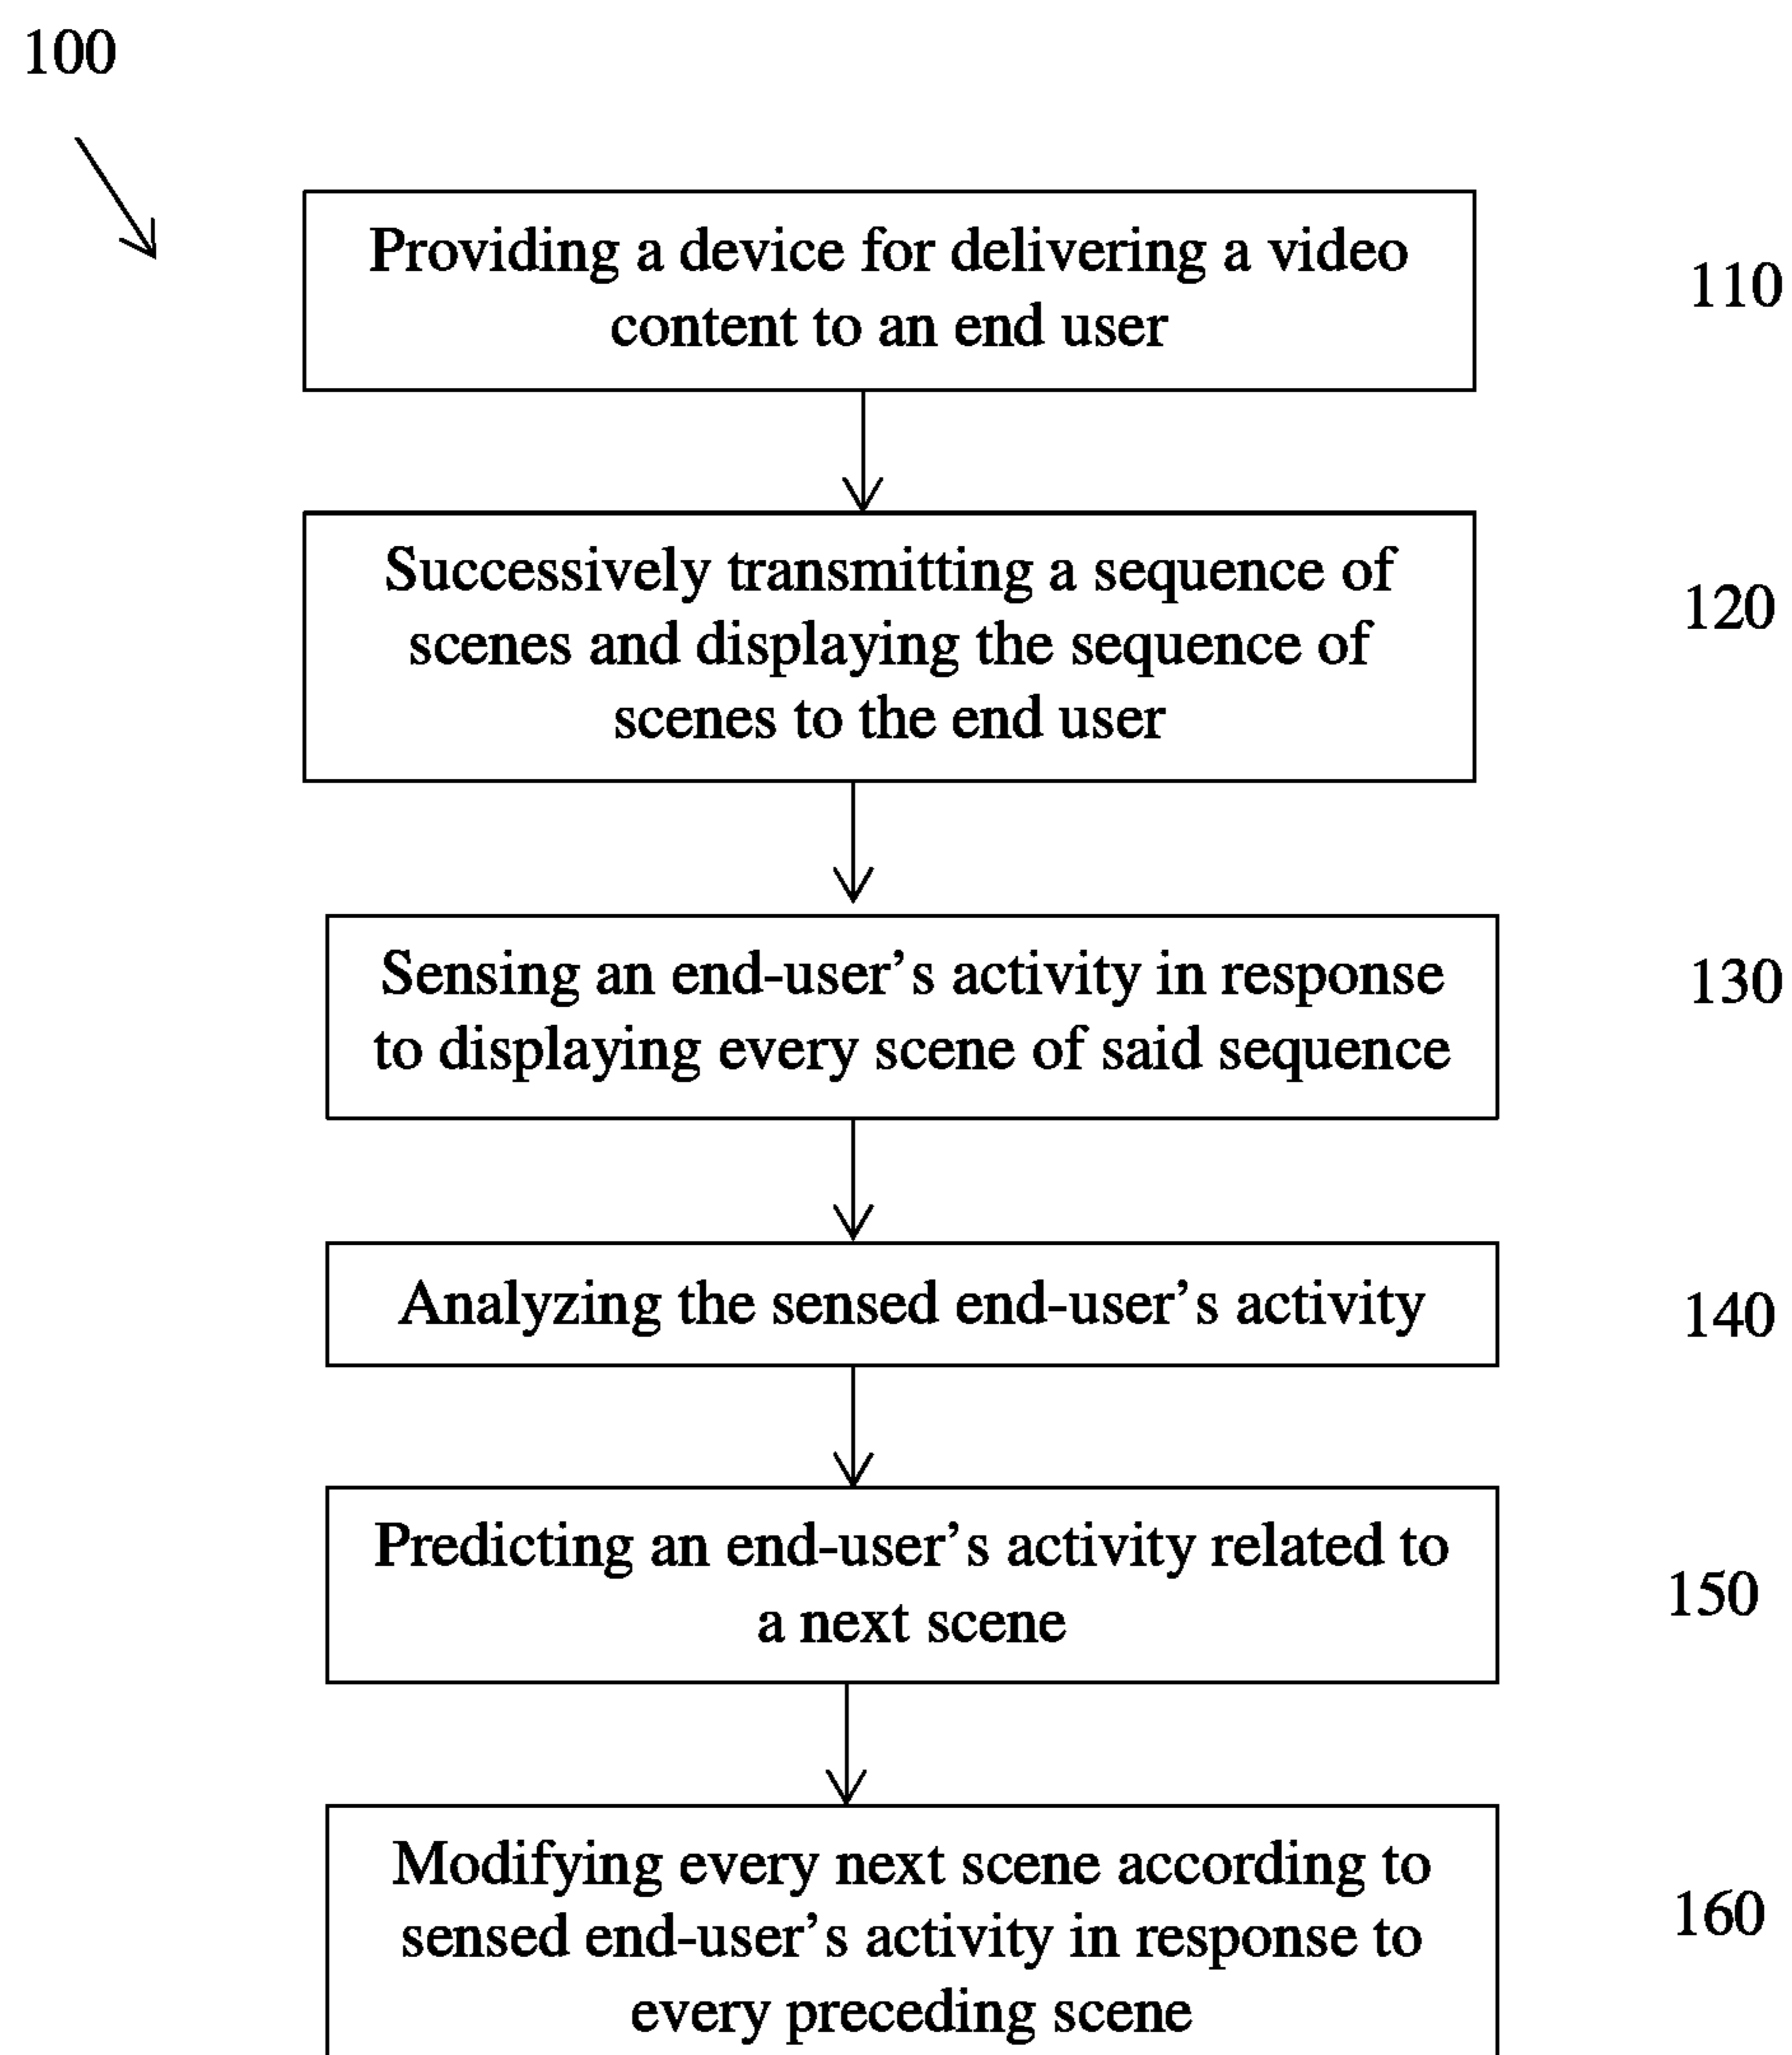 100
Providing a device for delivering a video
content to an end user
110
Successively transmitting a sequence of
scenes and displaying the sequence of
scenes to the end user
120
Sensing an end-user’s activity in response
to displaying every scene of said sequence
130
Analyzing the sensed end-user’s activity
140
Predicting an end-user’s activity related to
a next scene
150
Modifying every next scene according to
sensed end-user’s activity in response to
every preceding scene
160